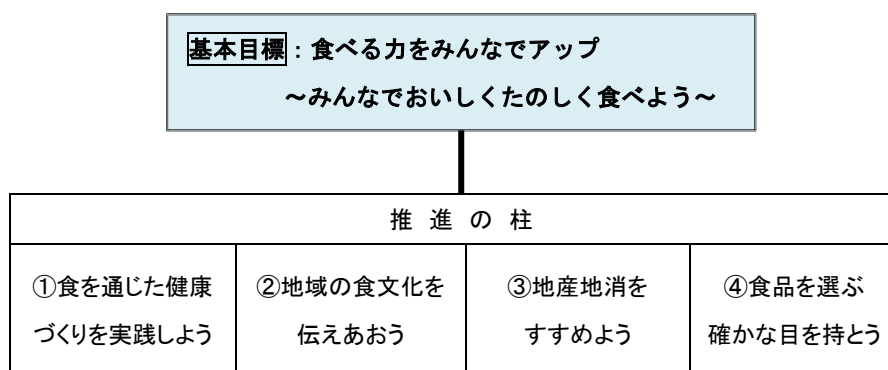 基本目標：食べる力をみんなでアップ
～みんなでおいしくたのしく食べよう～
推進の柱
①食を通じた健康
づくりを実践しよう
②地域の食文化を
伝えあおう
③地産地消を
すすめよう
④食品を選ぶ
確かな目を持とう